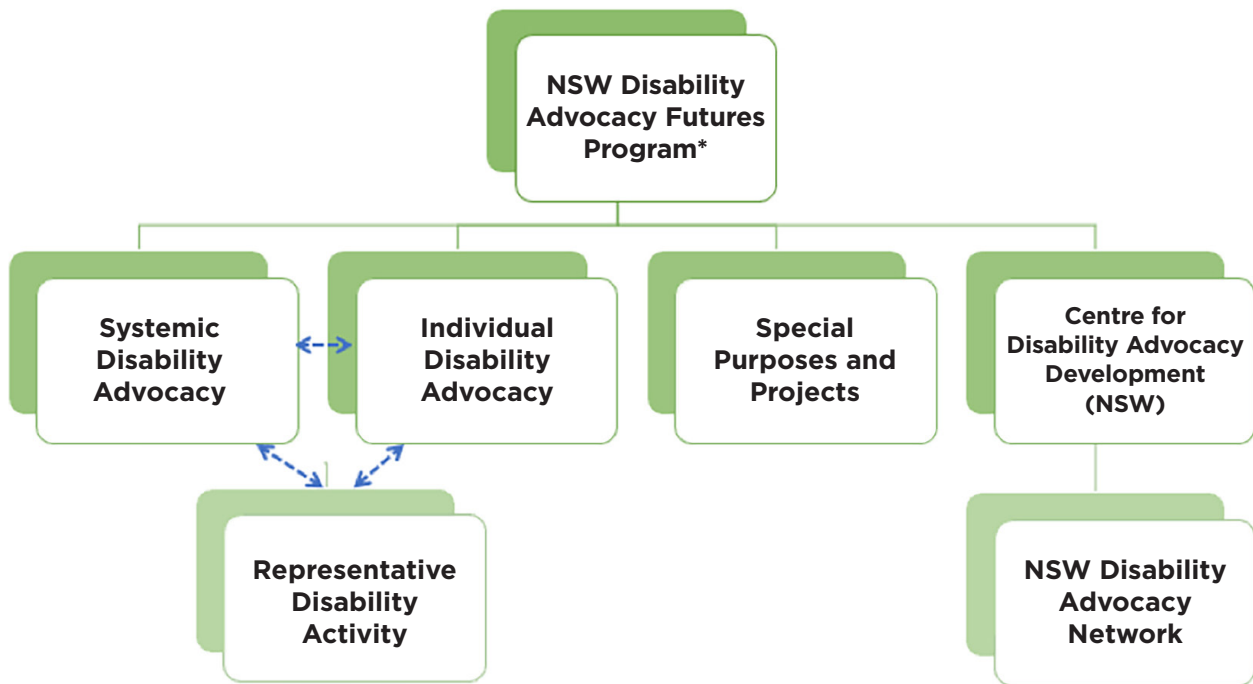 NSW Disability
Advocacy Futures
Program*
Systemic
Disability
Advocacy
Individual
Disability
Advocacy
Special
Purposes and
Projects
Centre for
Disability Advocacy
Development
(NSW)
Representative
Disability
Activity
NSW Disability
Advocacy
Network